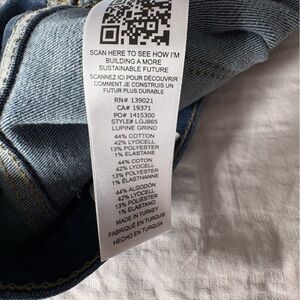 SCAN HERE TO SEE HOW I'M
BUILDING A MORE
SUSTAINABLE FUTURE
SCANNEZ ICI POUR DÉCOUVRIR
COMMENT JE CONSTRUIS UN
FUTUR PLUS DURABLE
RN# 139021
CA# 19371
PO# 1415300
STYLE# LGJ865
LUPINE GRIND
44% COTTON
42% LYOCELL
13% POLYESTER
1% ELASTANE
44% COTON
42% LYOCELL
13% POLYESTER
1% ÉLASTHANNE
44% ALGODÓN
42% LYOCELL
13% POLIÉSTER
1% ELASTANO
MADE IN TURKEY
FABRIQUÉ EN TURQUIE
HECHO EN TURQUÍA